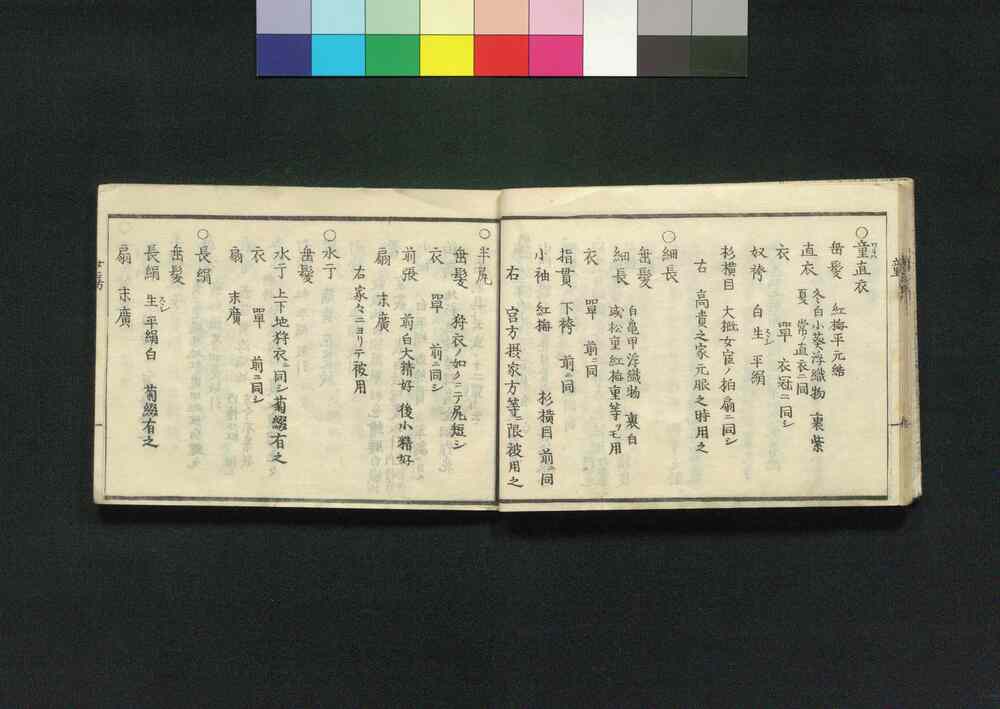 ○童直衣
垂髪 紅梅平元結
直衣 冬白小葵浮織物 裏紫
夏 常直衣ニ同
衣 單 衣冠ニ同シ
奴袴 白生平絹
杉横目 大抵女官ノ袙扇ニ同シ
右 高貴之家元服之時用之
○細長
垂髪
細長 白亀甲浮織物 裏白
或松重紅梅重等ヲモ用
衣 單 前ニ同
指貫 下袴 前ニ同
小袖 紅梅 杉横目 前ニ同
右 宮方摂家方等ニ限被用之
○半尻
垂髪 狩衣ノ如クニテ尻短シ
衣 單 前ニ同シ
前張 前白大精好 後小精好
扇 末廣
右家々ニヨリテ被用
○水干
垂髪
水干 上下地狩衣ニ同シ菊綴有之
衣 單 前ニ同シ
扇 末廣
○長絹
垂髪
長絹 生平絹白 菊綴有之
扇 末廣